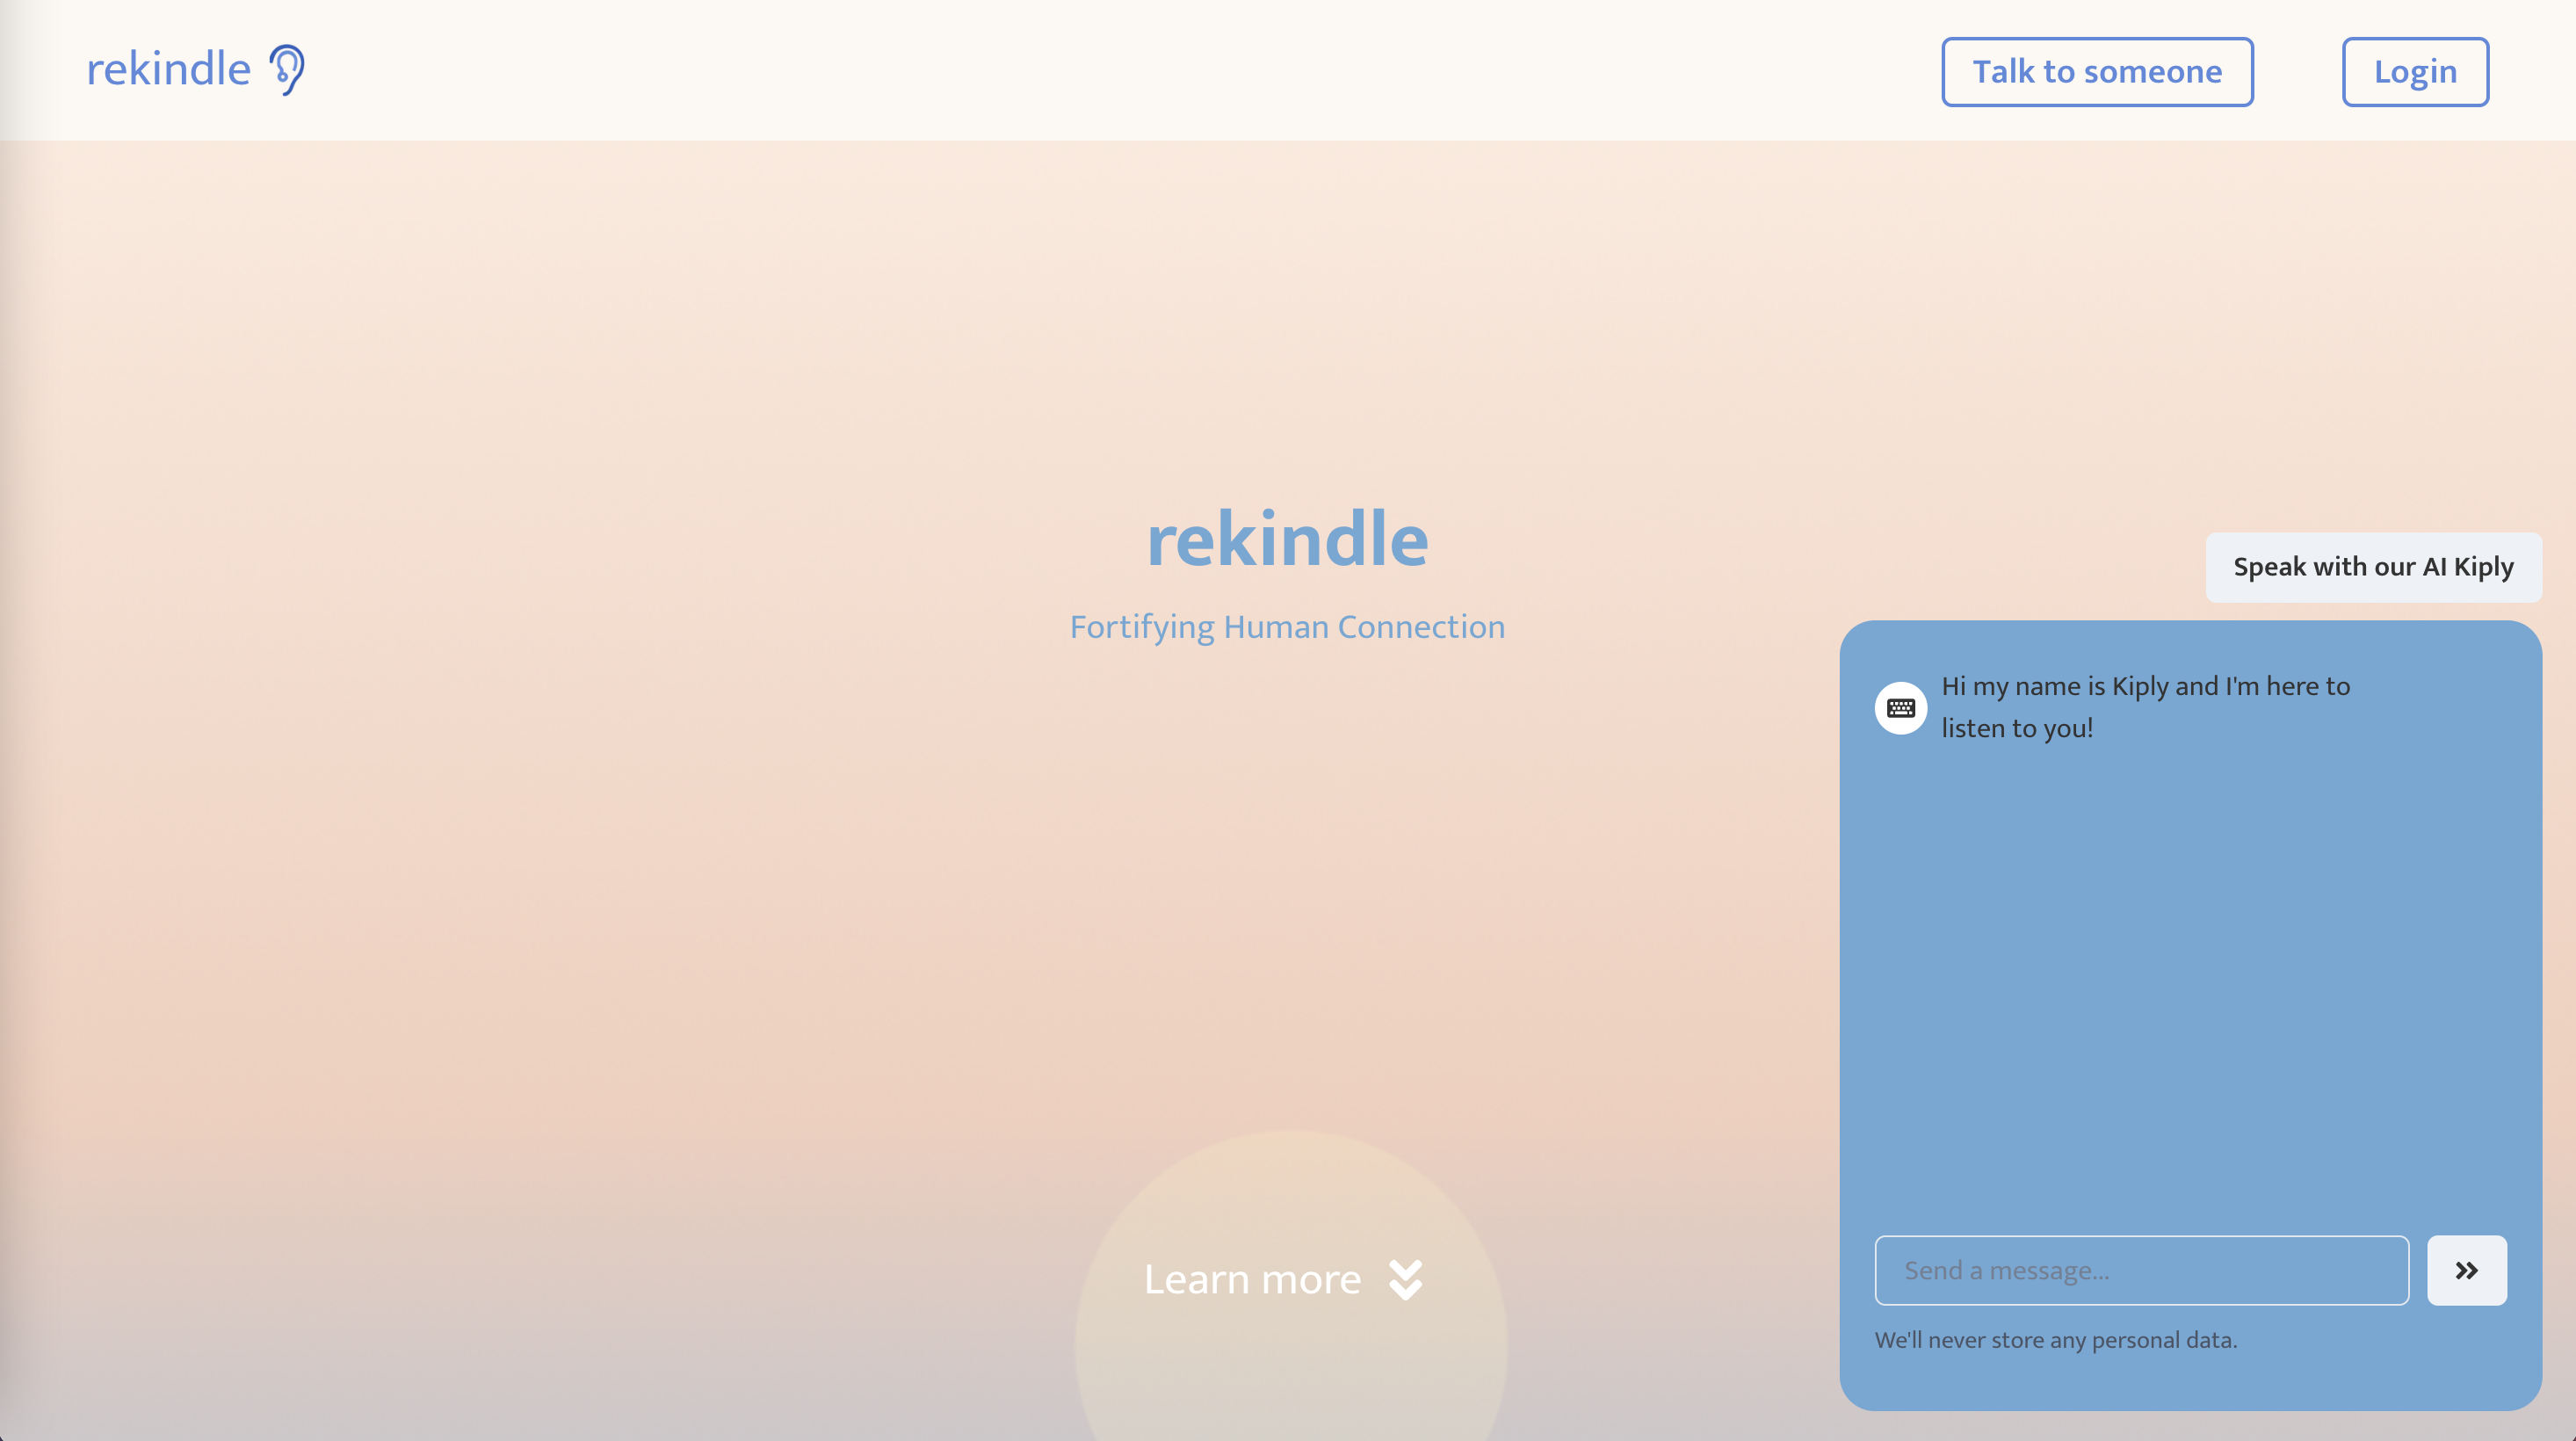 rekindle
Talk to someone
Login
rekindle
Fortifying Human Connection
Speak with our AI Kiply
Hi my name is Kiply and I'm here to
listen to you!
Learn more
Send a message...
We'll never store any personal data.